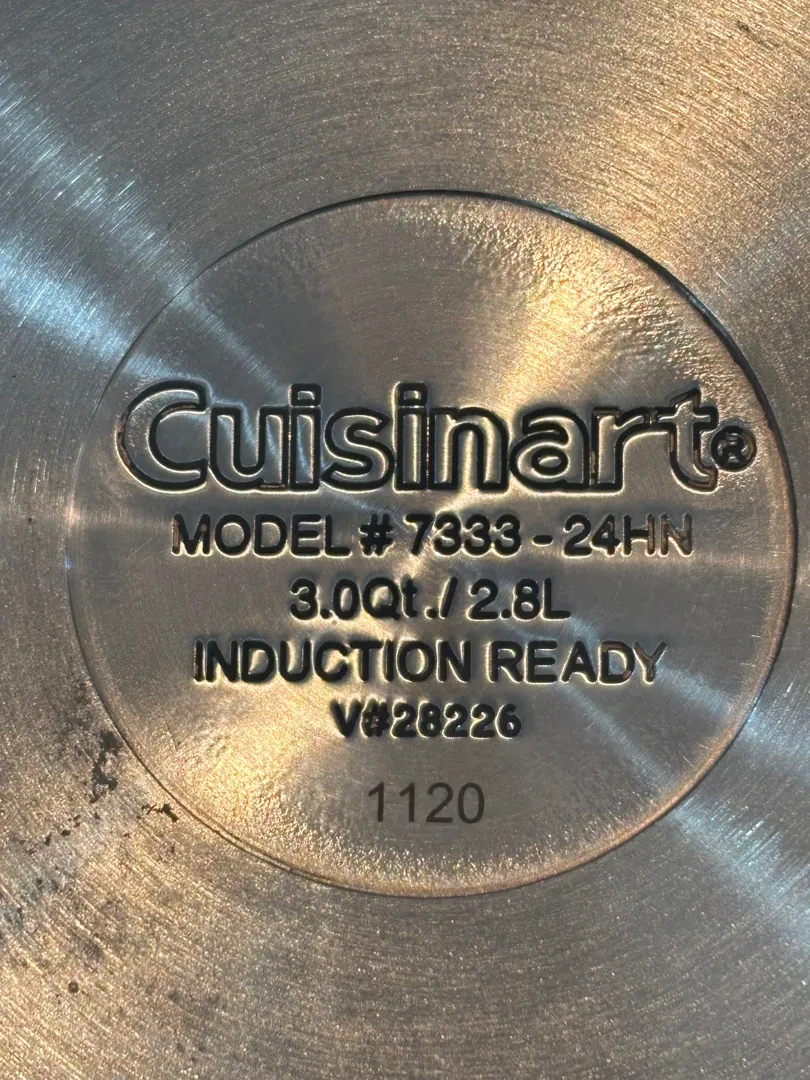 Cuisinart®
MODEL # 7333 - 24HN
3.0Qt./ 2.8L
INDUCTION READY
V#28226
1120